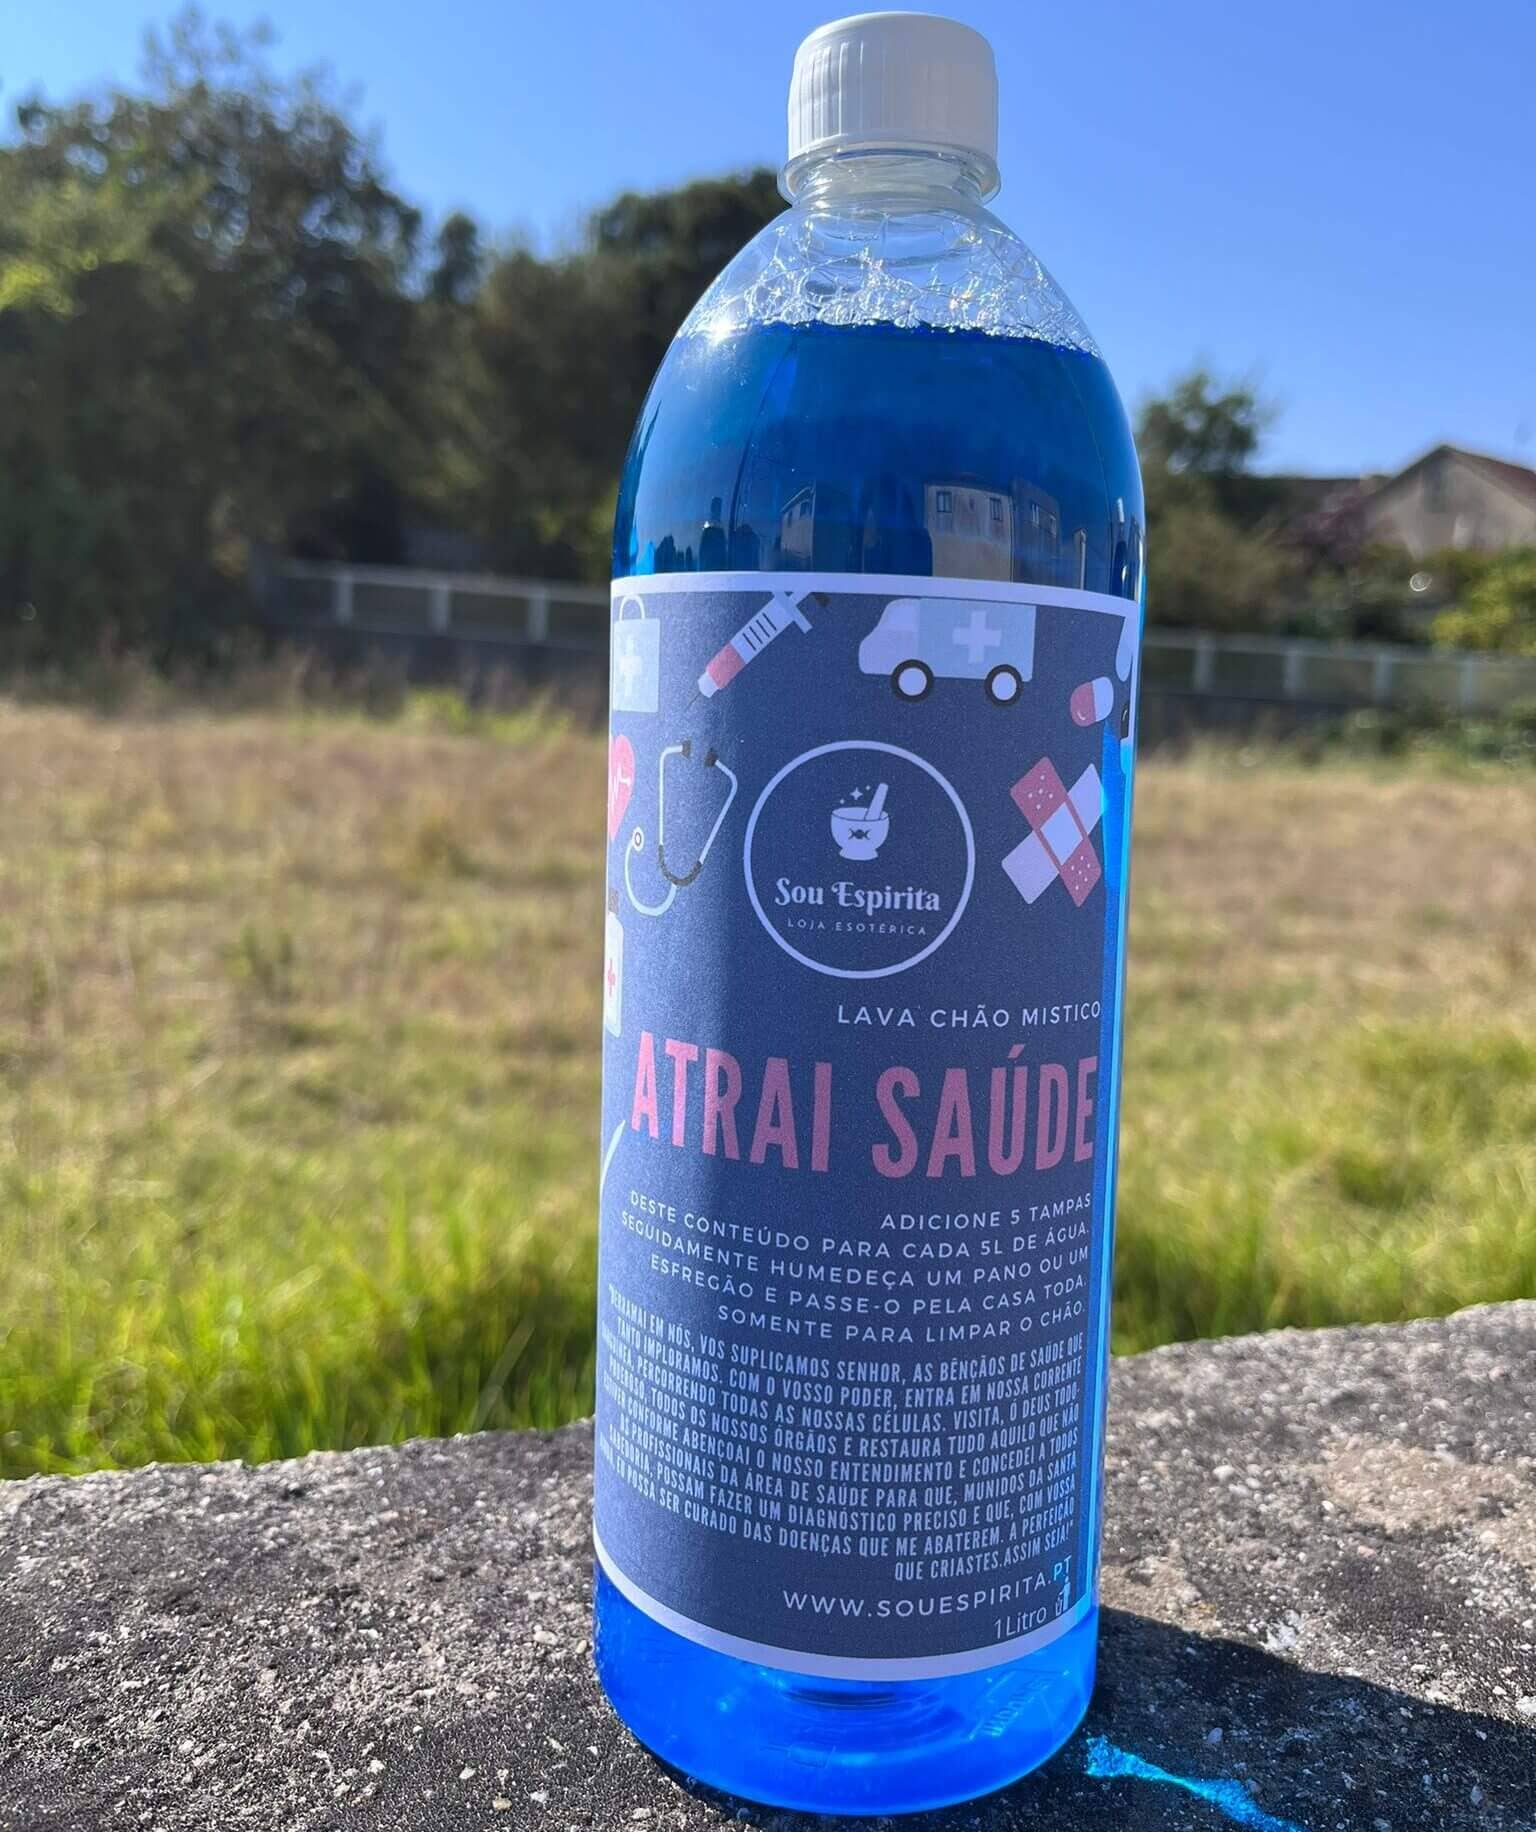 Sou Espirita
LOJA ESOTÉRICA
LAVA CHÃO MISTICO
ATRAI SAÚDE
ADICIONE 5 TAMPAS
DESTE CONTEÚDO PARA CADA 5L DE ÁGUA.
SEGUIDAMENTE HUMEDEÇA UM PANO OU UM
ESFREGÃO E PASSE-O PELA CASA TODA.
SOMENTE PARA LIMPAR O CHÃO.
"DERRAMAI EM NÓS, VOS SUPLICAMOS SENHOR, AS BÊNÇÃOS DE SAÚDE QUE
TANTO IMPLORAMOS. COM O VOSSO PODER, ENTRA EM NOSSA CORRENTE
PERCORRENDO TODAS AS NOSSAS CÉLULAS. VISITA, Ó DEUS TODO-
PODEROSO, TODOS OS NOSSOS ÓRGÃOS E RESTAURA TUDO AQUILO QUE NÃO
CONFORME ABENÇOAI O NOSSO ENTENDIMENTO E CONCEDEI A TODOS
OS PROFISSIONAIS DA ÁREA DE SAÚDE PARA QUE, MUNIDOS DA SANTA
SABEDORIA, POSSAM FAZER UM DIAGNÓSTICO PRECISO E QUE, COM VOSSA
EU POSSA SER CURADO DAS DOENÇAS QUE ME ABATEREM. À PERFEIÇÃO
QUE CRIASTES.ASSIM SEJA!"
WWW.SOUESPIRITA.PT
1 Litro